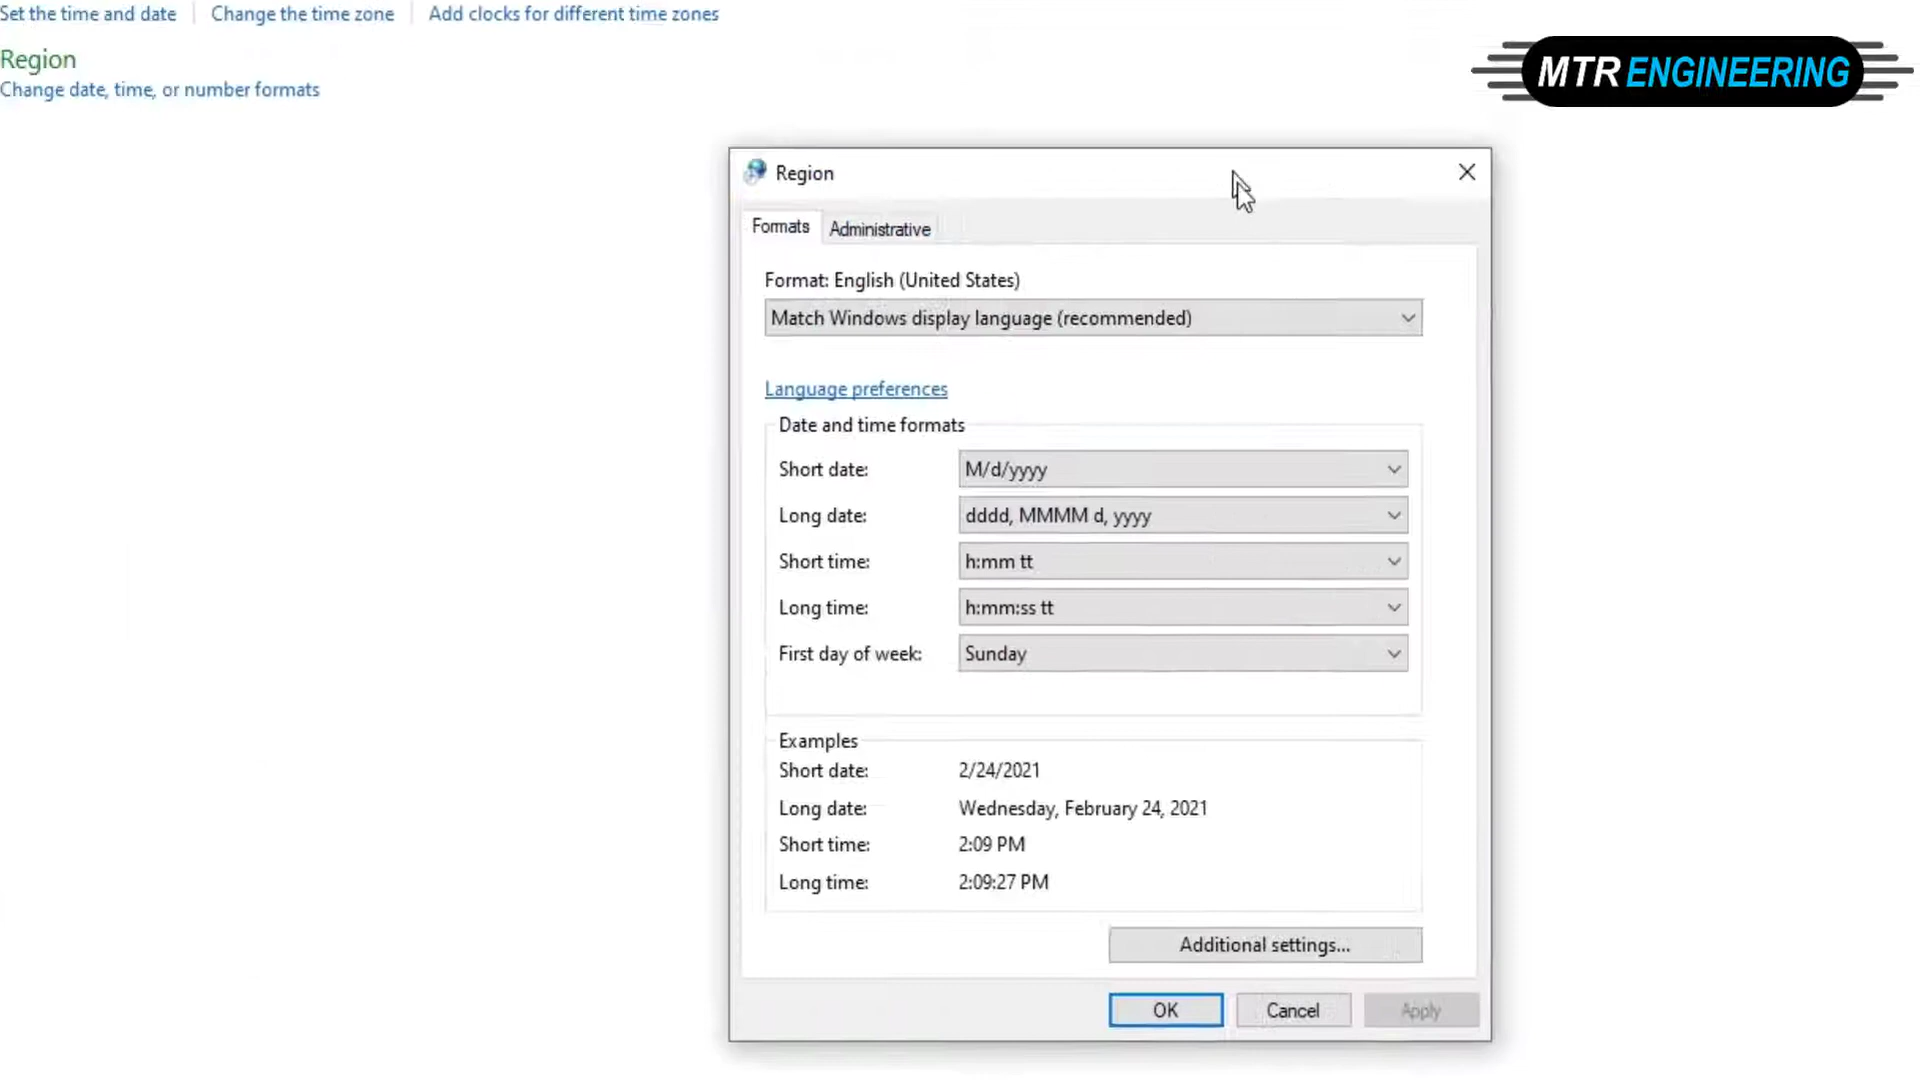 Set the time and date
Change the time zone
Add clocks for different time zones
Region
Change date, time, or number formats
MTR ENGINEERING
Region
Formats
Administrative
Format: English (United States)
Match Windows display language (recommended)
Language preferences
Date and time formats
Short date: M/d/yyyy
Long date: dddd, MMMM d, yyyy
Short time: h:mm tt
Long time: h:mm:ss tt
First day of week: Sunday
Examples
Short date: 2/24/2021
Long date: Wednesday, February 24, 2021
Short time: 2:09 PM
Long time: 2:09:27 PM
Additional settings...
OK
Cancel
Apply